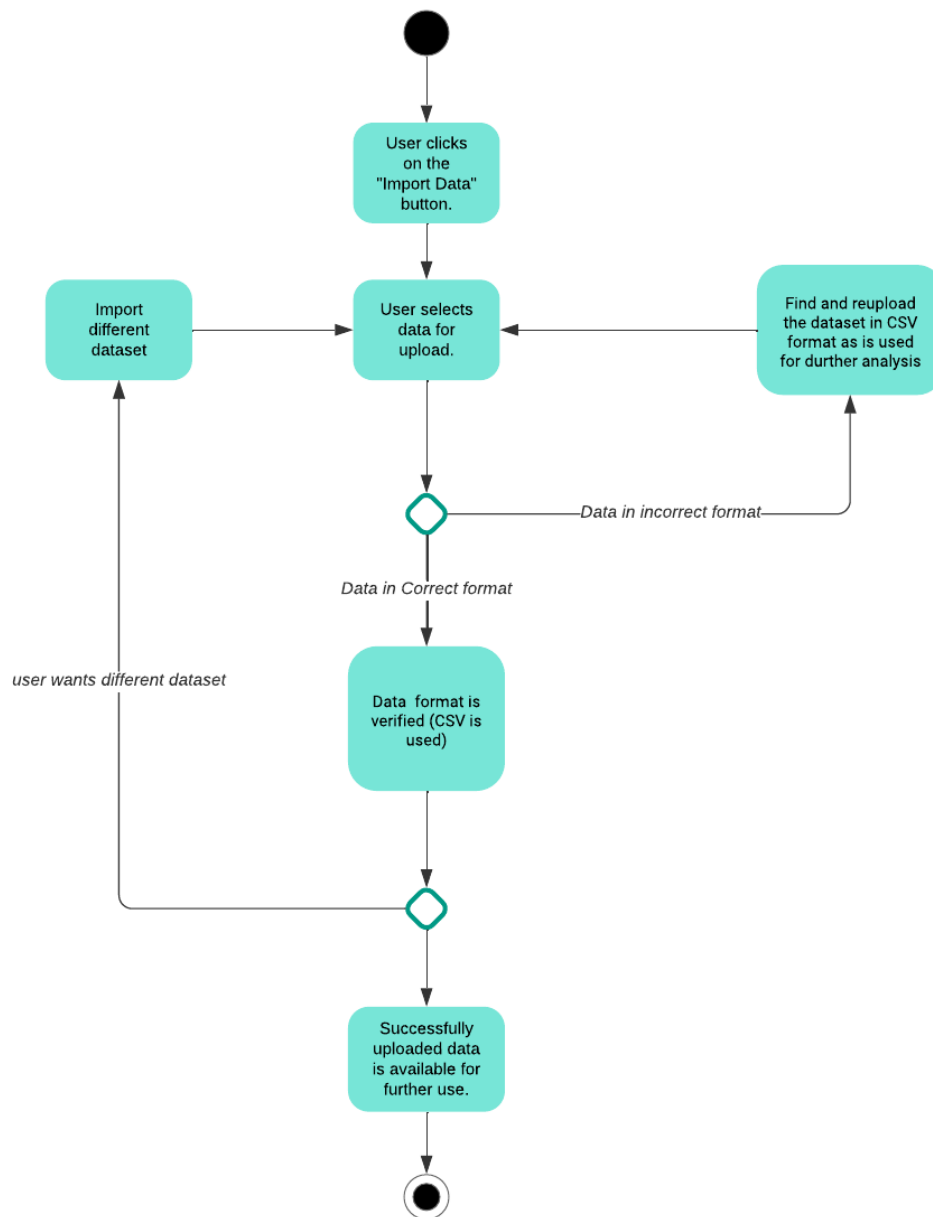 User clicks
on the
"Import Data"
button.
Import
different
dataset
User selects
data for
upload.
Find and reupload
the dataset in CSV
format as is used
for durther analysis
Data in incorrect format
Data in Correct format
user wants different dataset
Data  format is
verified (CSV is
used)
Successfully
uploaded data
is available for
further use.